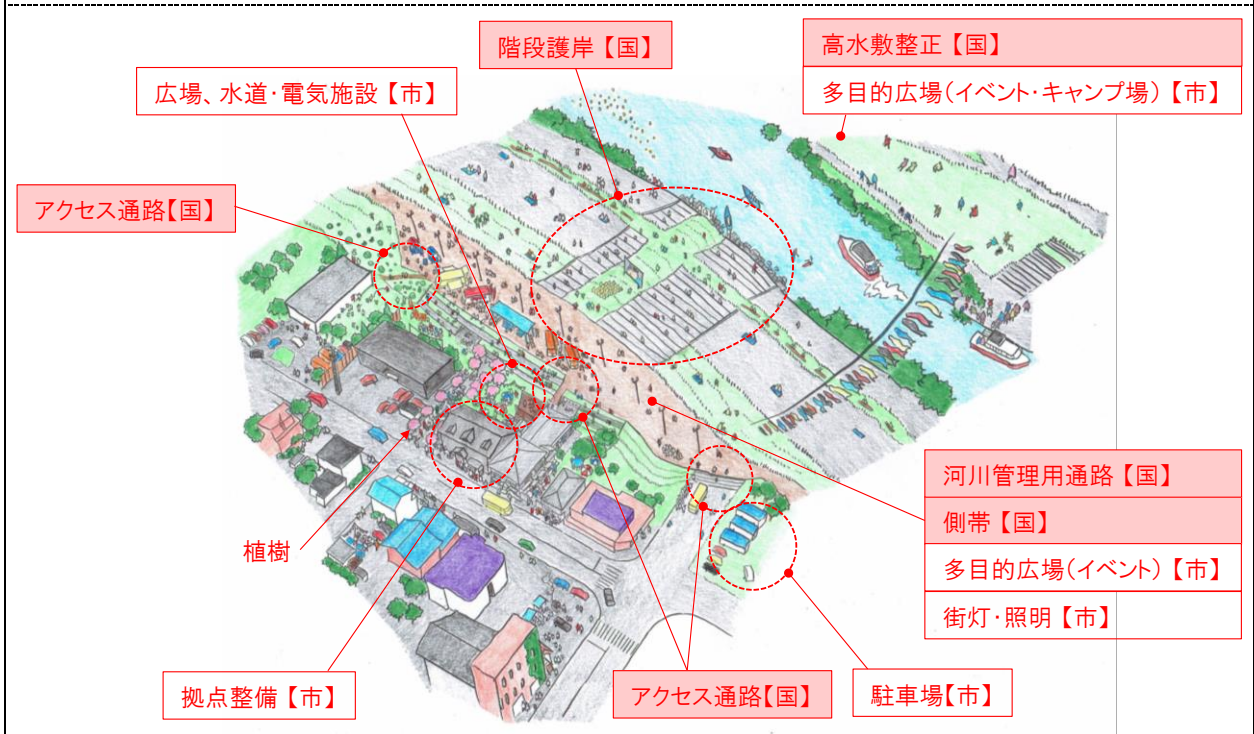 階段護岸【国】
高水敷整正【国】
多目的広場(イベント・キャンプ場)【市】
広場、水道・電気施設【市】
アクセス通路【国】
河川管理用通路【国】
側帯【国】
多目的広場(イベント)【市】
街灯・照明【市】
植樹
拠点整備【市】
アクセス通路【国】
駐車場【市】